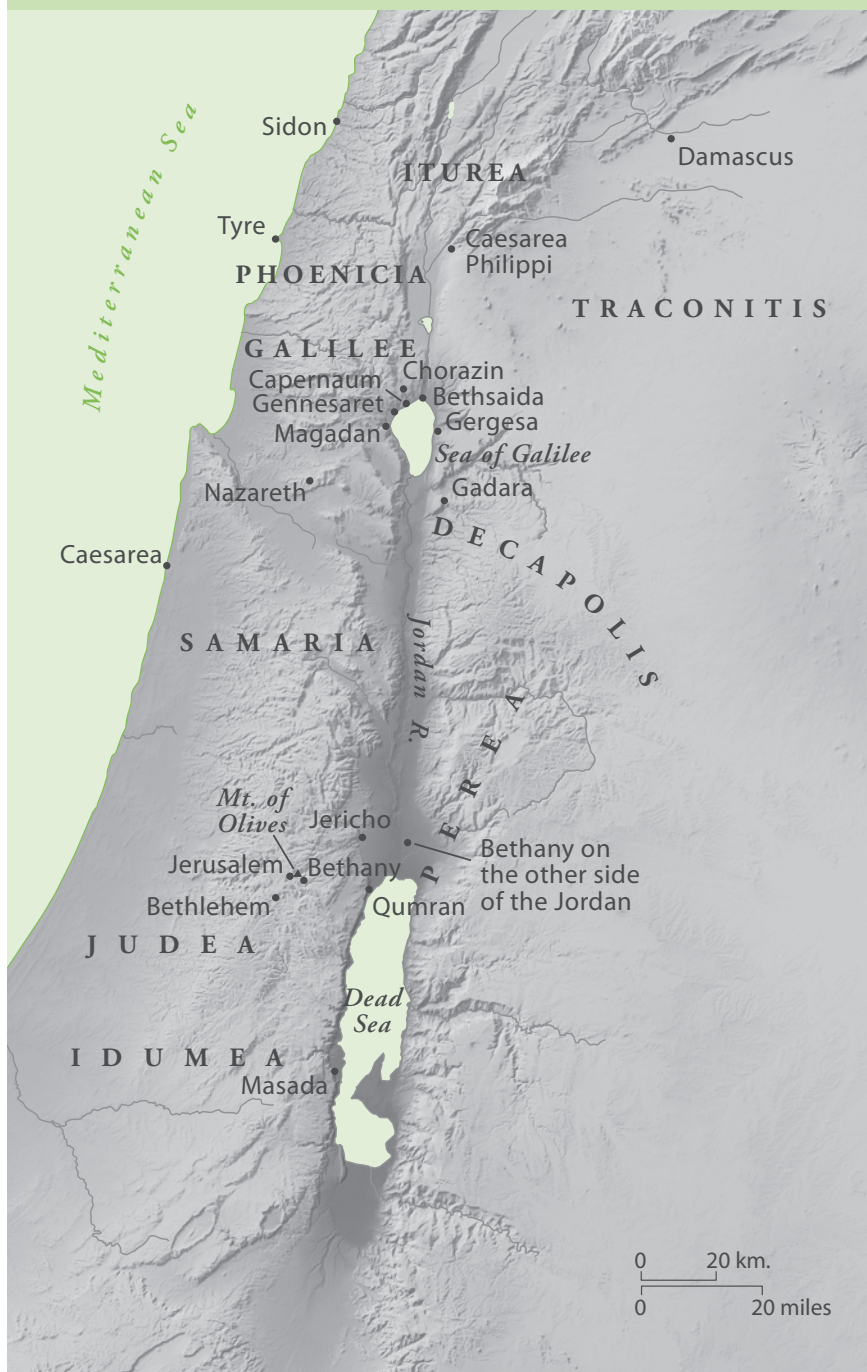 Sidon
Mediterranean Sea
ITUREA
Damascus
Tyre
Caesarea
Philippi
PHOENICIA
TRACONITIS
GALILEE
Chorazin
Capernaum
Bethsaida
Gennesaret
Gergesa
Magadan
Sea of Galilee
Nazareth
Gadara
DECAPOLIS
Caesarea
SAMARIA
Jordan R.
PEREA
Mt. of
Olives
Jericho
Bethany on
the other side
of the Jordan
Jerusalem
Bethany
Bethlehem
Qumran
JUDEA
Dead
Sea
IDUMEA
Masada
0 20 km.
0 20 miles